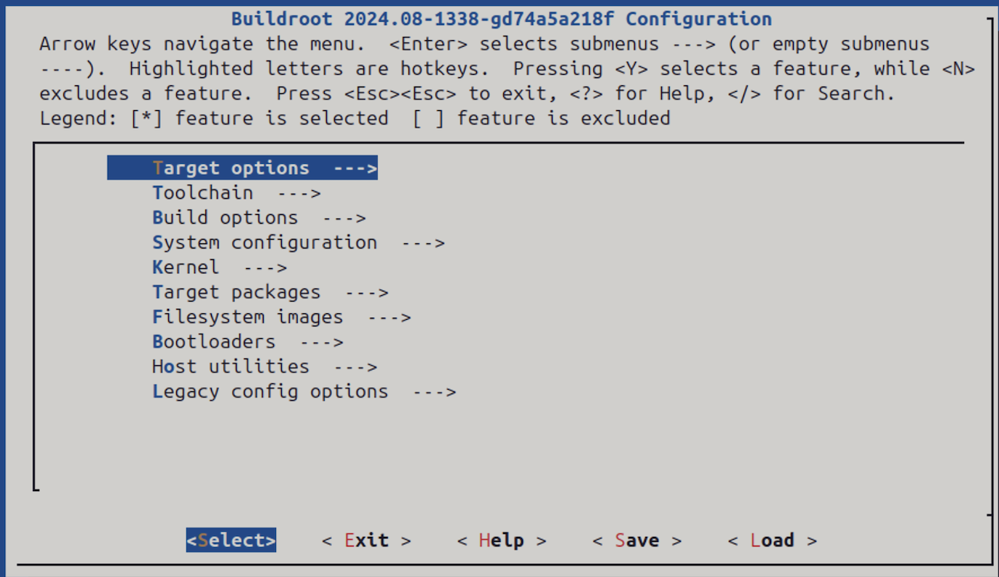 Buildroot 2024.08-1338-gd74a5a218f Configuration
Arrow keys navigate the menu.  <Enter> selects submenus ---> (or empty submenus
----).  Highlighted letters are hotkeys.  Pressing <Y> selects a feature, while <N>
excludes a feature.  Press <Esc><Esc> to exit, <?> for Help, </> for Search.
Legend: [*] feature is selected  [ ] feature is excluded
Target options  --->
Toolchain  --->
Build options  --->
System configuration  --->
Kernel  --->
Target packages  --->
Filesystem images  --->
Bootloaders  --->
Host utilities  --->
Legacy config options  --->
<Select>    < Exit >    < Help >    < Save >    < Load >